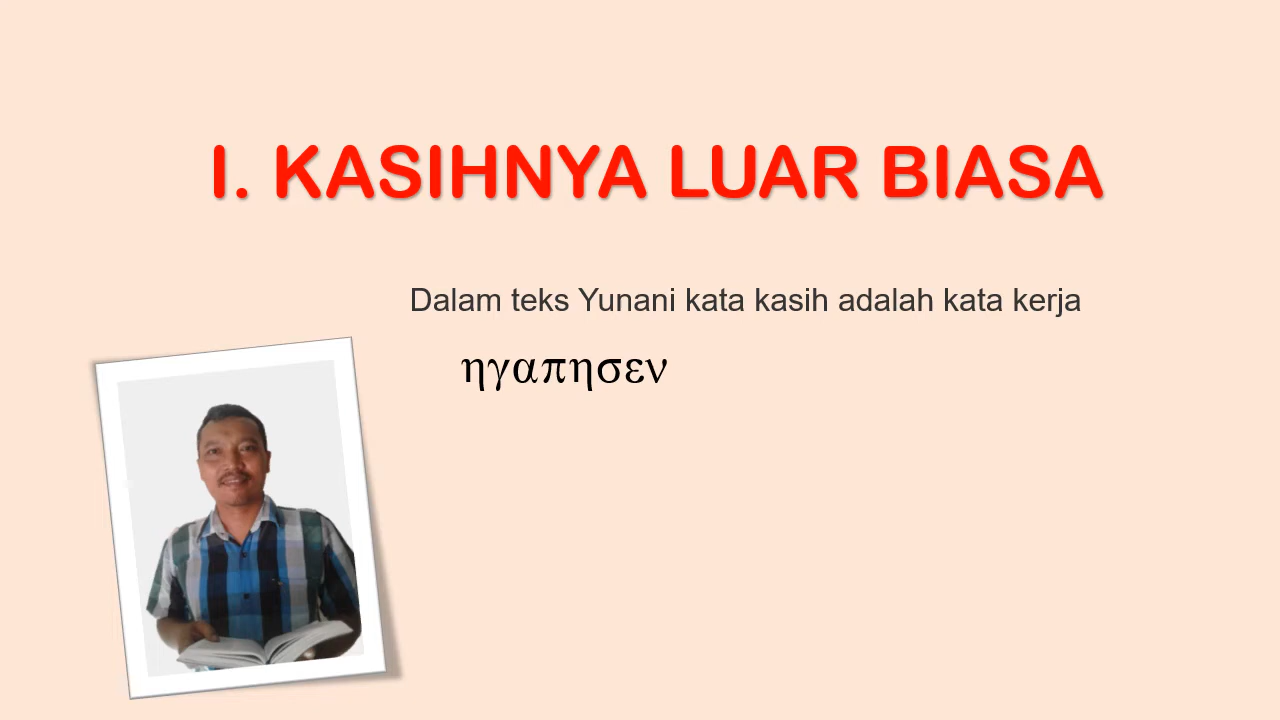 I. KASIHNYA LUAR BIASA
Dalam teks Yunani kata kasih adalah kata kerja
ηγαπησεν